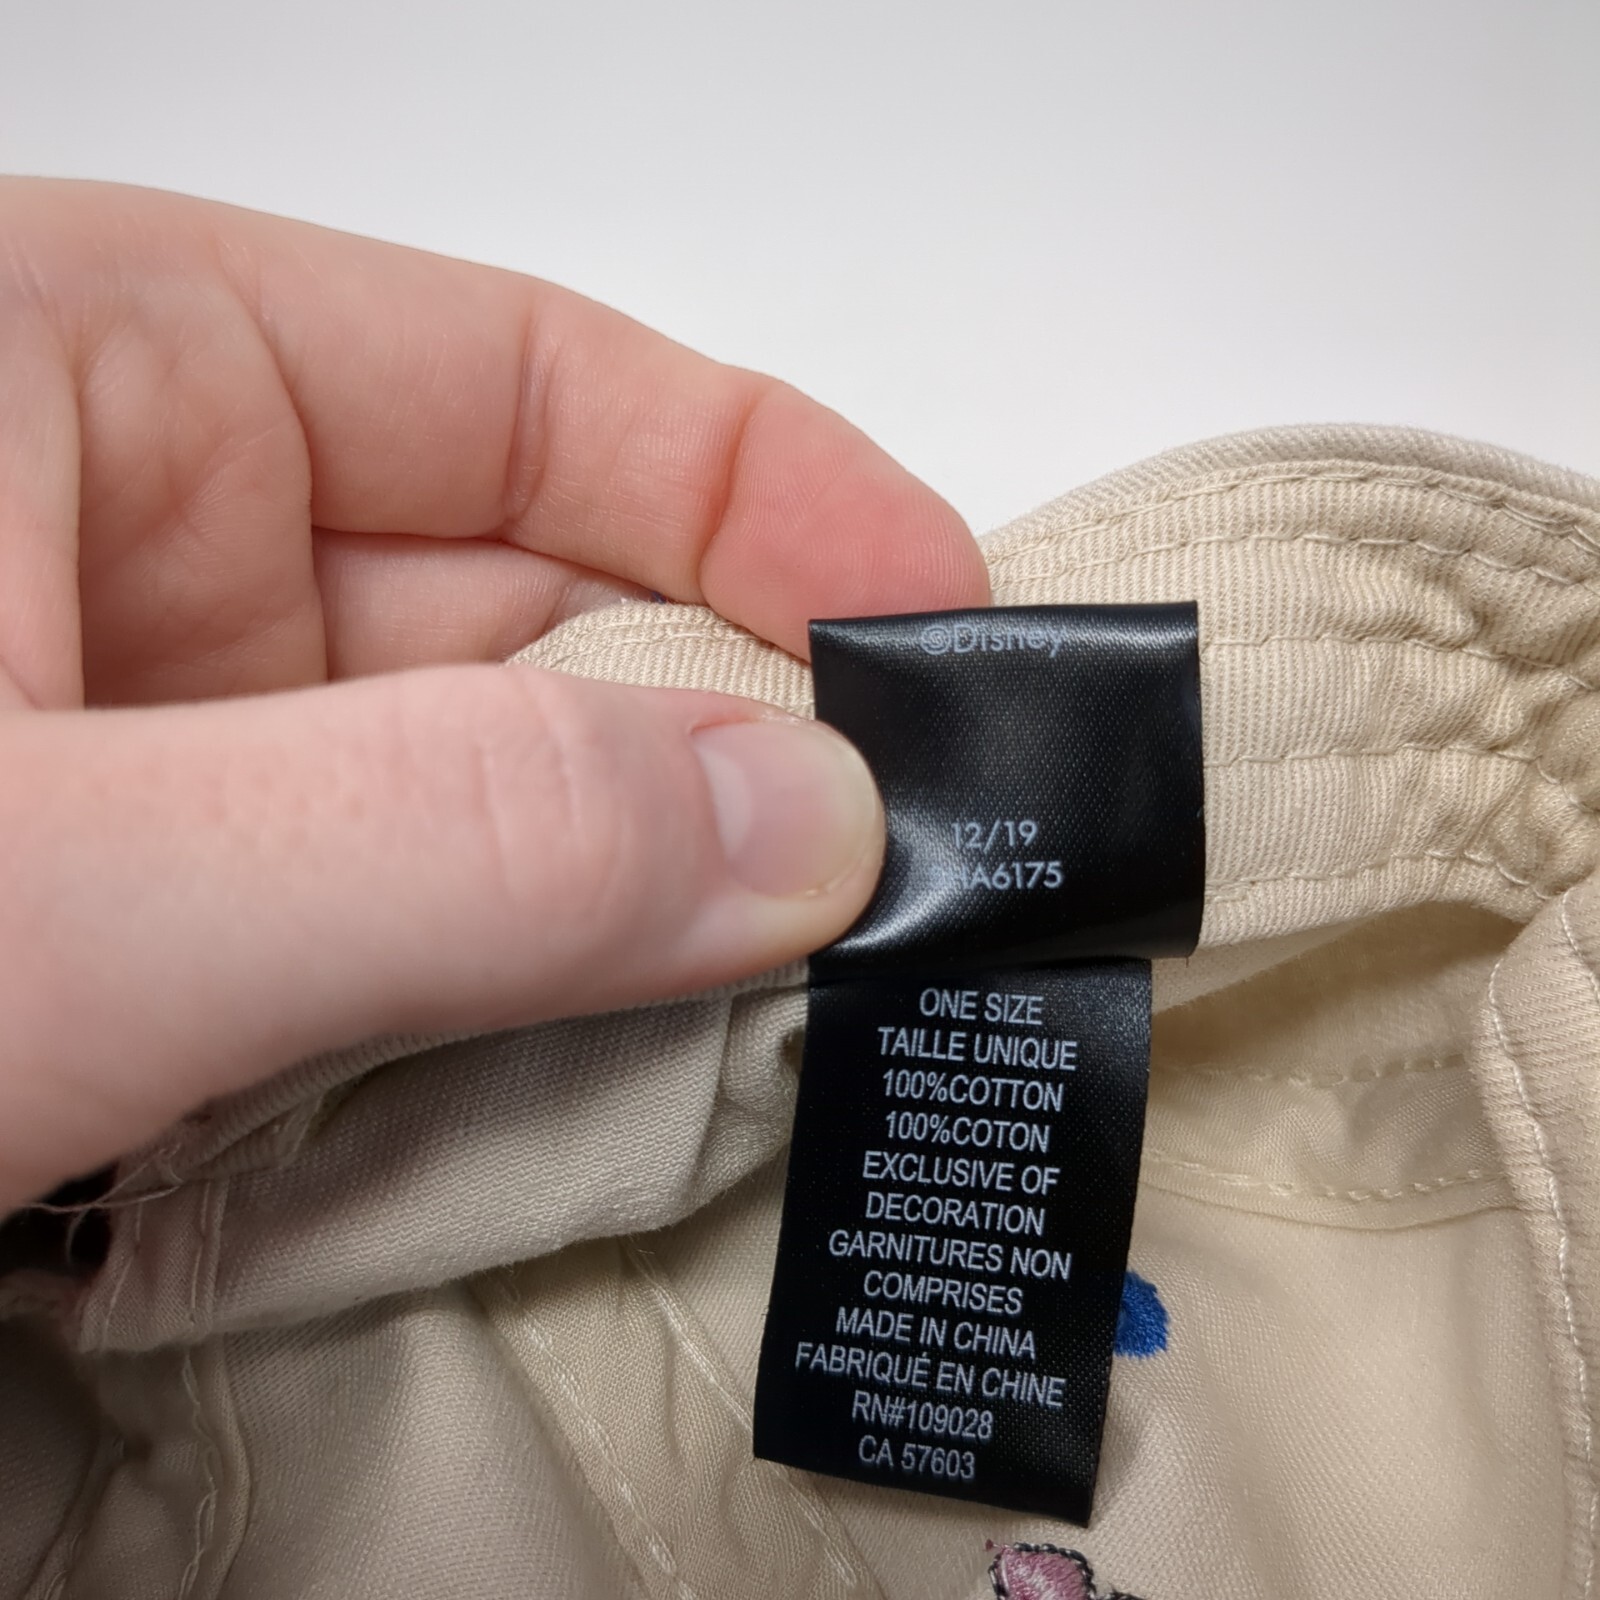 ©Disney
12/19
ONE SIZE
TAILLE UNIQUE
100%COTTON
100%COTON
EXCLUSIVE OF
DECORATION
GARNITURES NON
COMPRISES
MADE IN CHINA
FABRIQUÉ EN CHINE
RN#109028
CA 57603